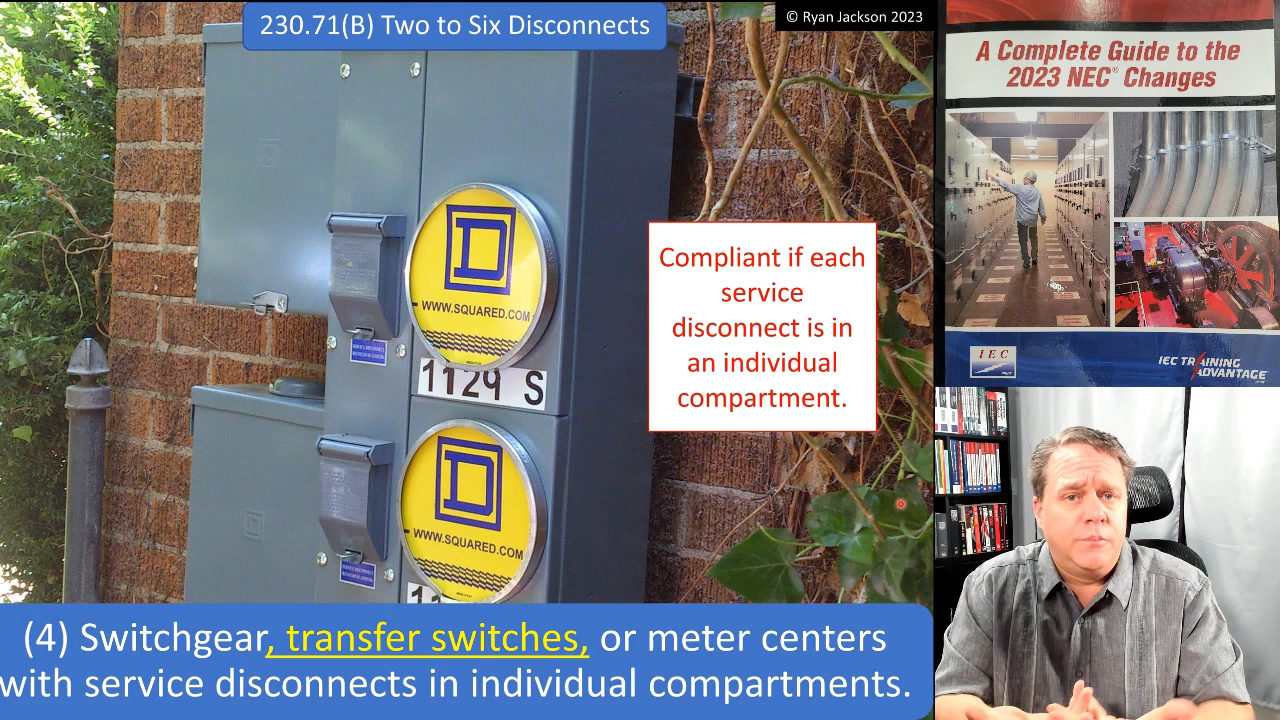 230.71(B) Two to Six Disconnects
© Ryan Jackson 2023
A Complete Guide to the
2023 NEC® Changes
WWW.SQUARED.COM
1129 S
WWW.SQUARED.COM
Compliant if each
service
disconnect is in
an individual
compartment.
IEC
IEC TRAINING
ADVANTAGE
(4) Switchgear, transfer switches, or meter centers
with service disconnects in individual compartments.